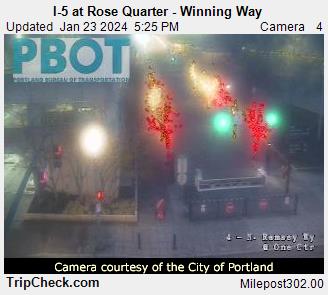 I-5 at Rose Quarter - Winning Way
Updated Jan 23 2024 5:25 PM Camera 4
PBOT
PORTLAND BUREAU OF TRANSPORTATION
4 - N. Ramsay Wy
@ One Ctr
Camera courtesy of the City of Portland
TripCheck.com Milepost302.00